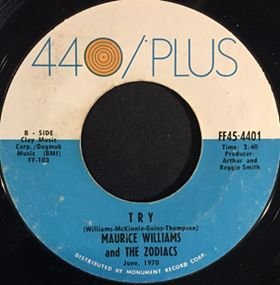 440/PLUS
B - SIDE
Clay Music
Corp./Dagmok
Music (BMI)
FF-103
FF45-4401
Time: 2:40
Producer:
Arthur and
Reggie Smith
TRY
(Williams-McKinnie-Gains-Thompson)
MAURICE WILLIAMS
and THE ZODIACS
June, 1970
DISTRIBUTED BY MONUMENT RECORD CORP.